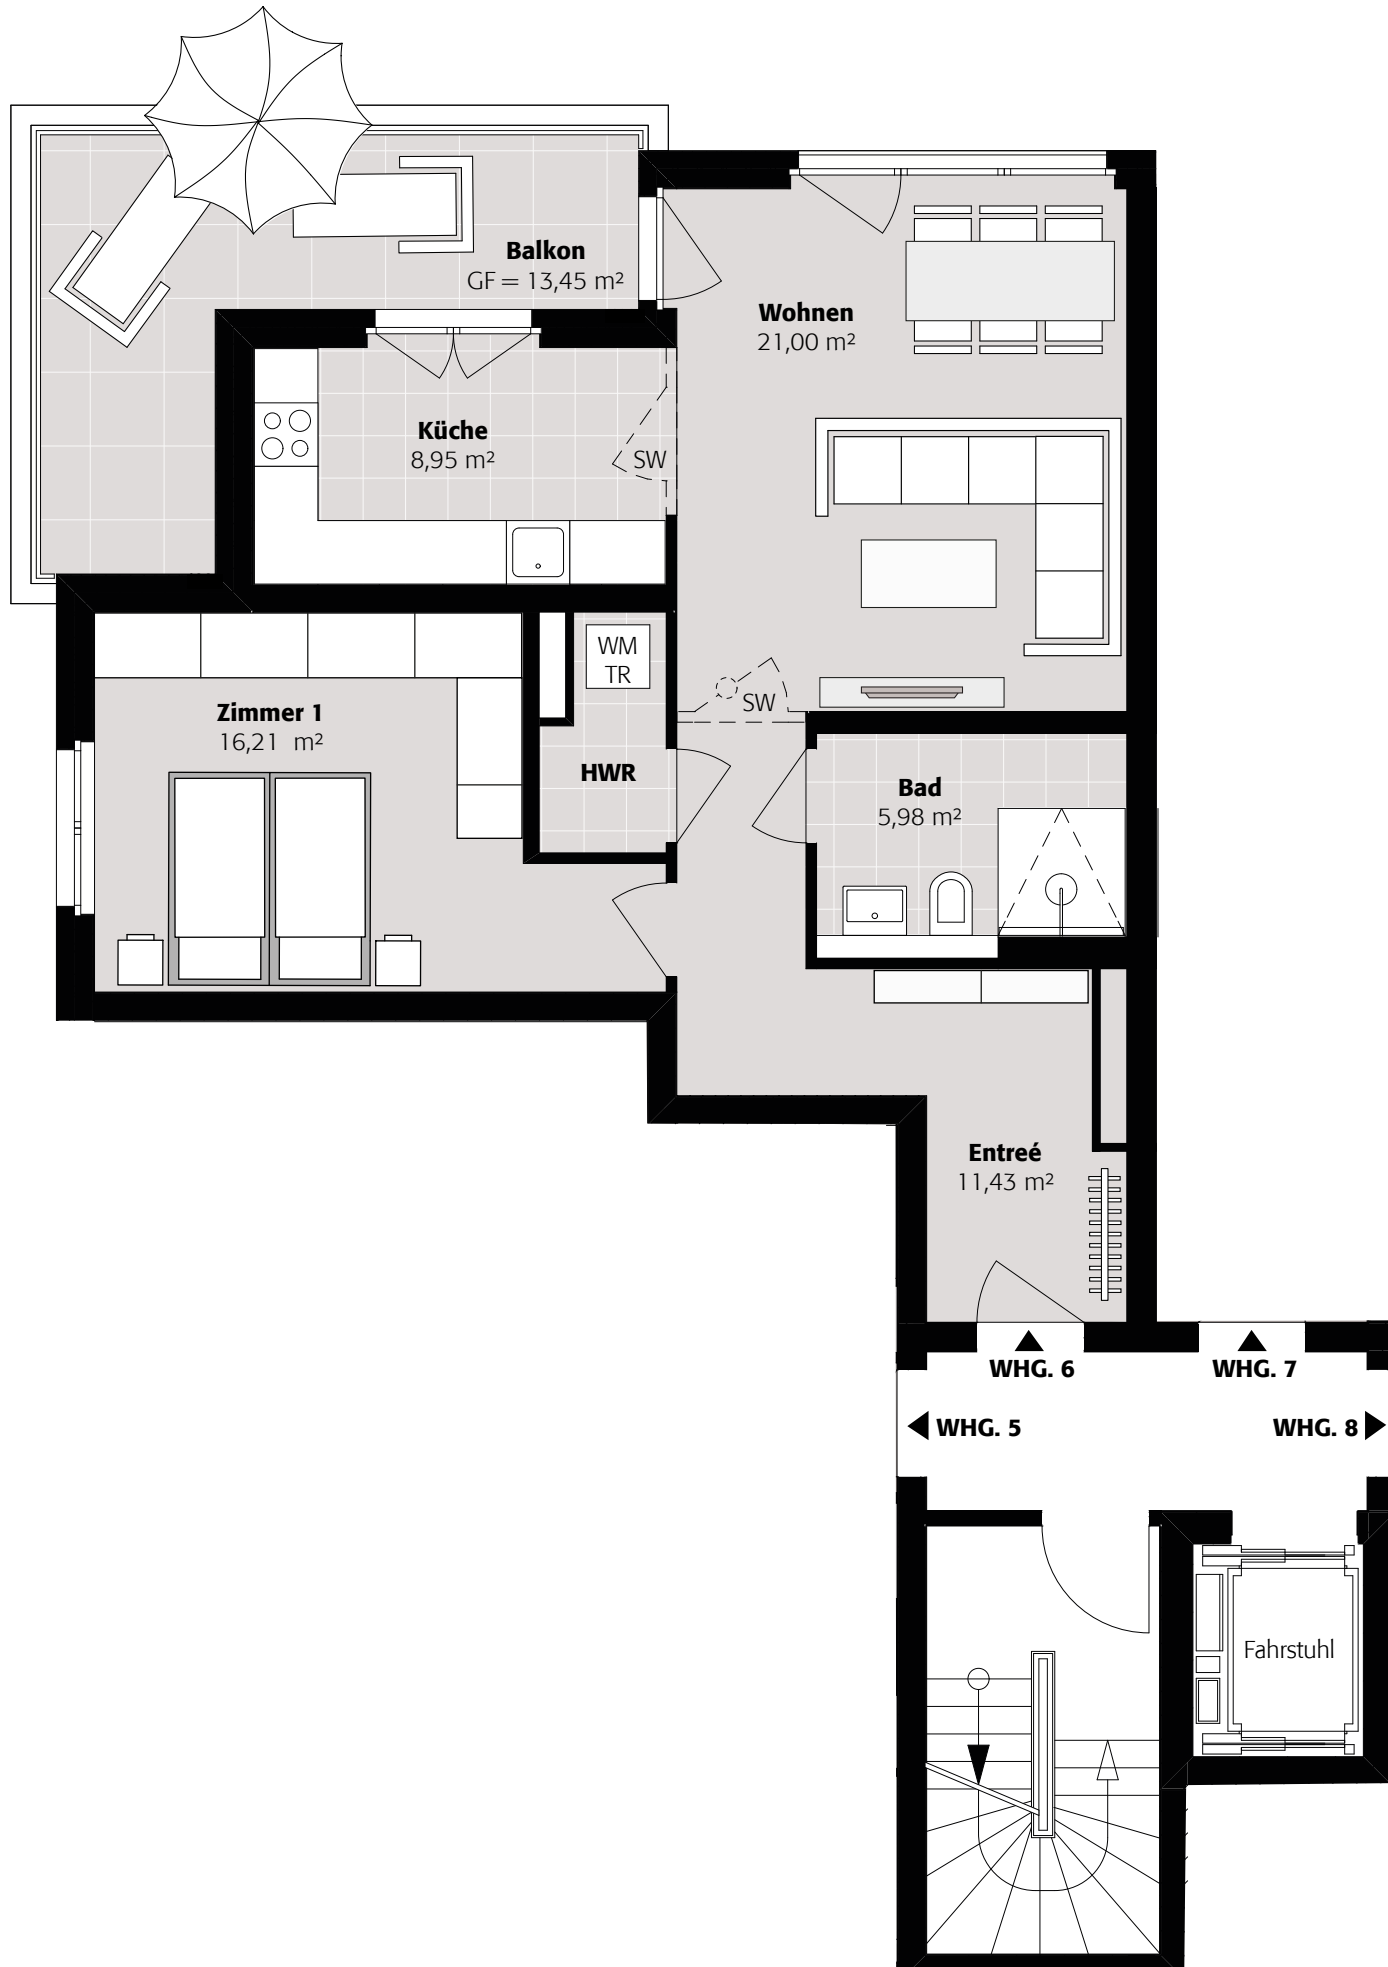 Balkon
GF = 13,45 m²
Wohnen
21,00 m²
Küche
8,95 m²
SW
WM
TR
Zimmer 1
16,21 m²
SW
HWR
Bad
5,98 m²
Entreé
11,43 m²
WHG. 6
WHG. 7
WHG. 5
WHG. 8
Fahrstuhl